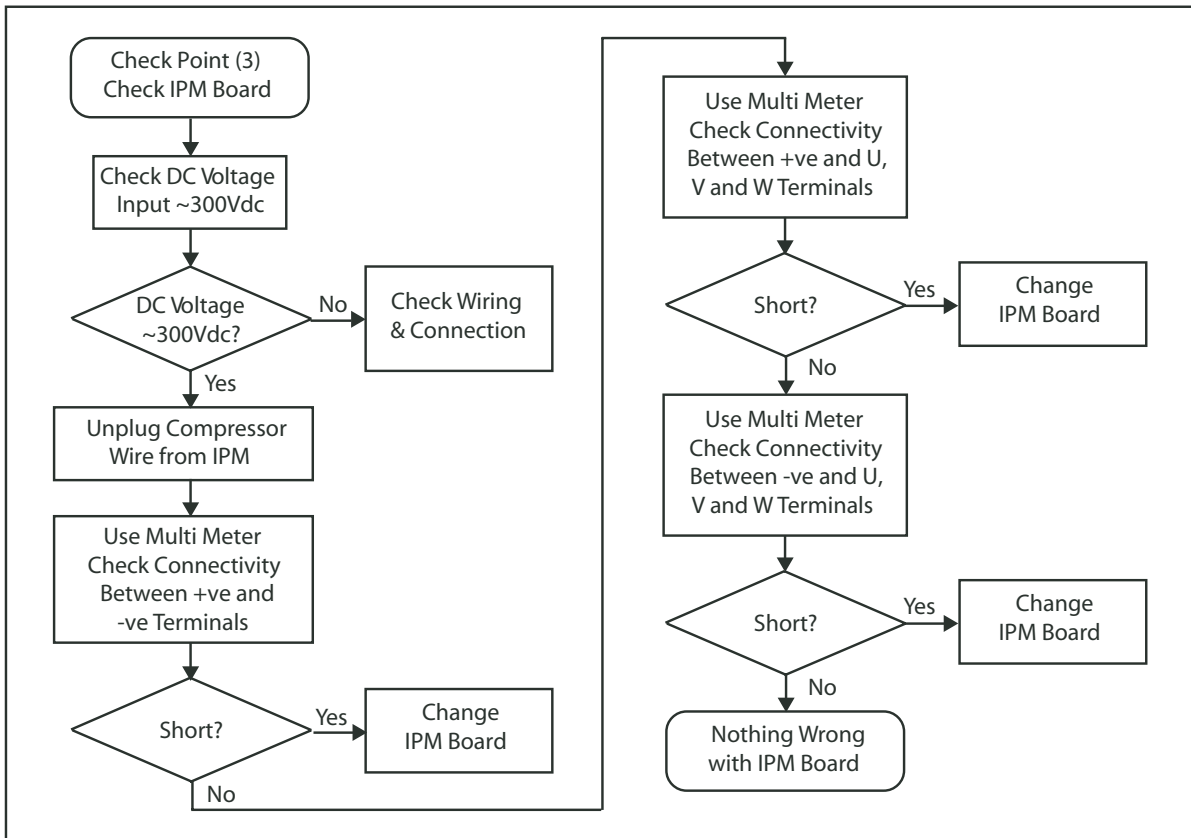 Check Point (3)
Check IPM Board
Check DC Voltage
Input ~300Vdc
DC Voltage
~300Vdc?
No
Check Wiring
& Connection
Yes
Unplug Compressor
Wire from IPM
Use Multi Meter
Check Connectivity
Between +ve and
-ve Terminals
Short?
Yes
Change
IPM Board
No
Use Multi Meter
Check Connectivity
Between +ve and U,
V and W Terminals
Short?
Yes
Change
IPM Board
No
Use Multi Meter
Check Connectivity
Between -ve and U,
V and W Terminals
Short?
Yes
Change
IPM Board
No
Nothing Wrong
with IPM Board